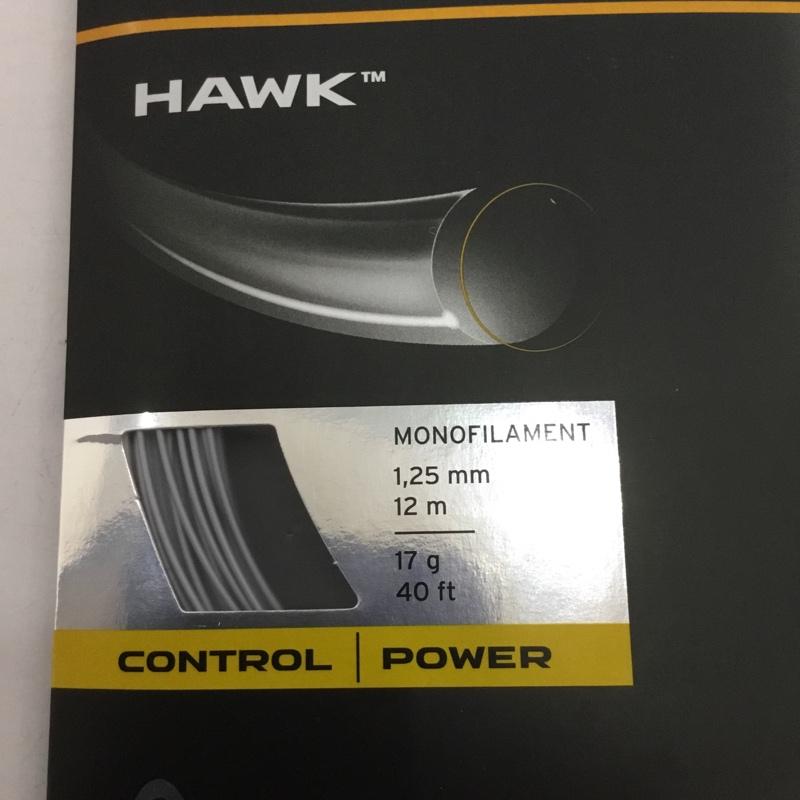 HAWK™
MONOFILAMENT
1,25 mm
12 m
17 g
40 ft
CONTROL | POWER